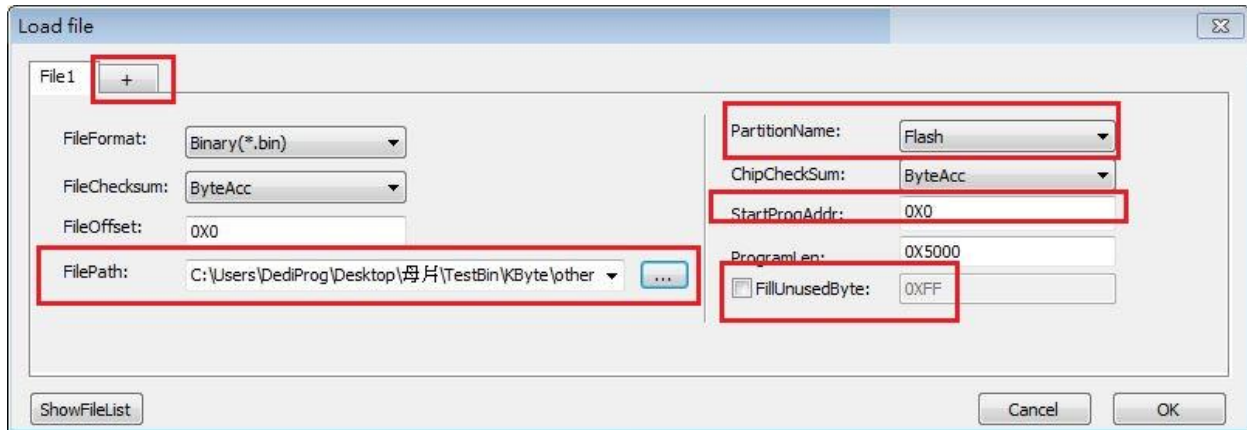 Load file
File1
+
FileFormat:
Binary(*.bin)
FileChecksum:
ByteAcc
FileOffset:
0X0
FilePath:
C:\Users\DediProg\Desktop\母片\TestBin\KByte\other
...
PartitionName:
Flash
ChipCheckSum:
ByteAcc
StartProgAddr:
0X0
ProgramLen:
0X5000
FillUnusedByte:
0XFF
ShowFileList
Cancel
OK